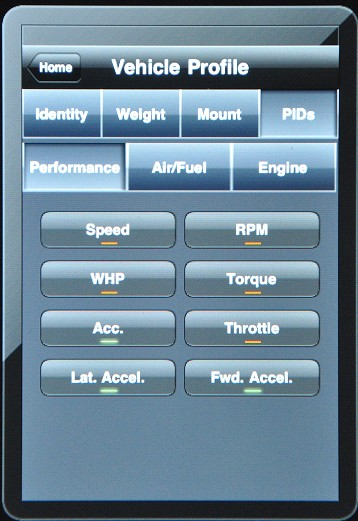 Home Vehicle Profile
Identity Weight Mount PIDs
Performance Air/Fuel Engine
Speed RPM
WHP Torque
Acc. Throttle
Lat. Accel. Fwd. Accel.